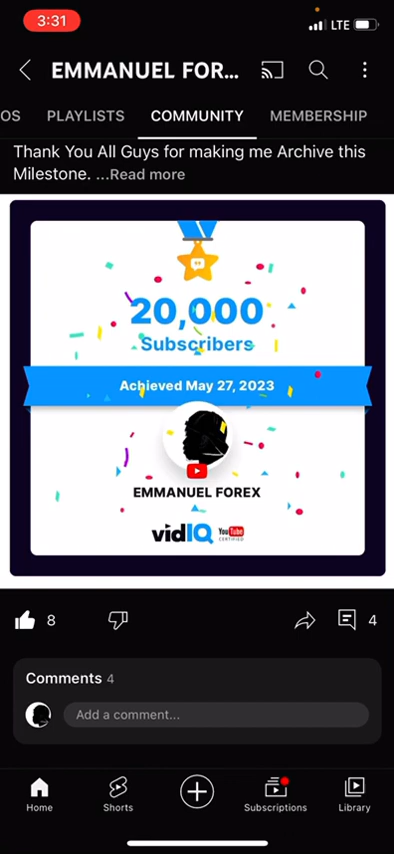 3:31
LTE
EMMANUEL FOR...
OS PLAYLISTS COMMUNITY MEMBERSHIP
Thank You All Guys for making me Archive this
Milestone. ...Read more
20,000
Subscribers
Achieved May 27, 2023
EMMANUEL FOREX
vidIQ YouTube
CERTIFIED
8 4
Comments 4
Add a comment...
Home Shorts Subscriptions Library